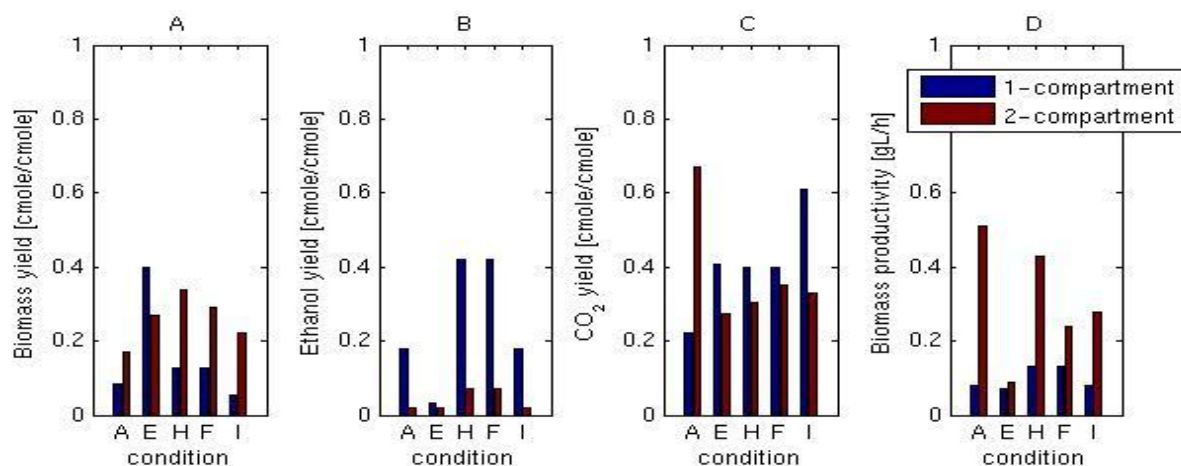 A
B
C
D
Biomass yield [cmole/cmole]
1
0.8
0.6
0.4
0.2
0
A E H F I
condition
Ethanol yield [cmole/cmole]
1
0.8
0.6
0.4
0.2
0
A E H F I
condition
CO2 yield [cmole/cmole]
1
0.8
0.6
0.4
0.2
0
A E H F I
condition
Biomass productivity [gL/h]
1
0.8
0.6
0.4
0.2
0
A E H F I
condition
1-compartment
2-compartment